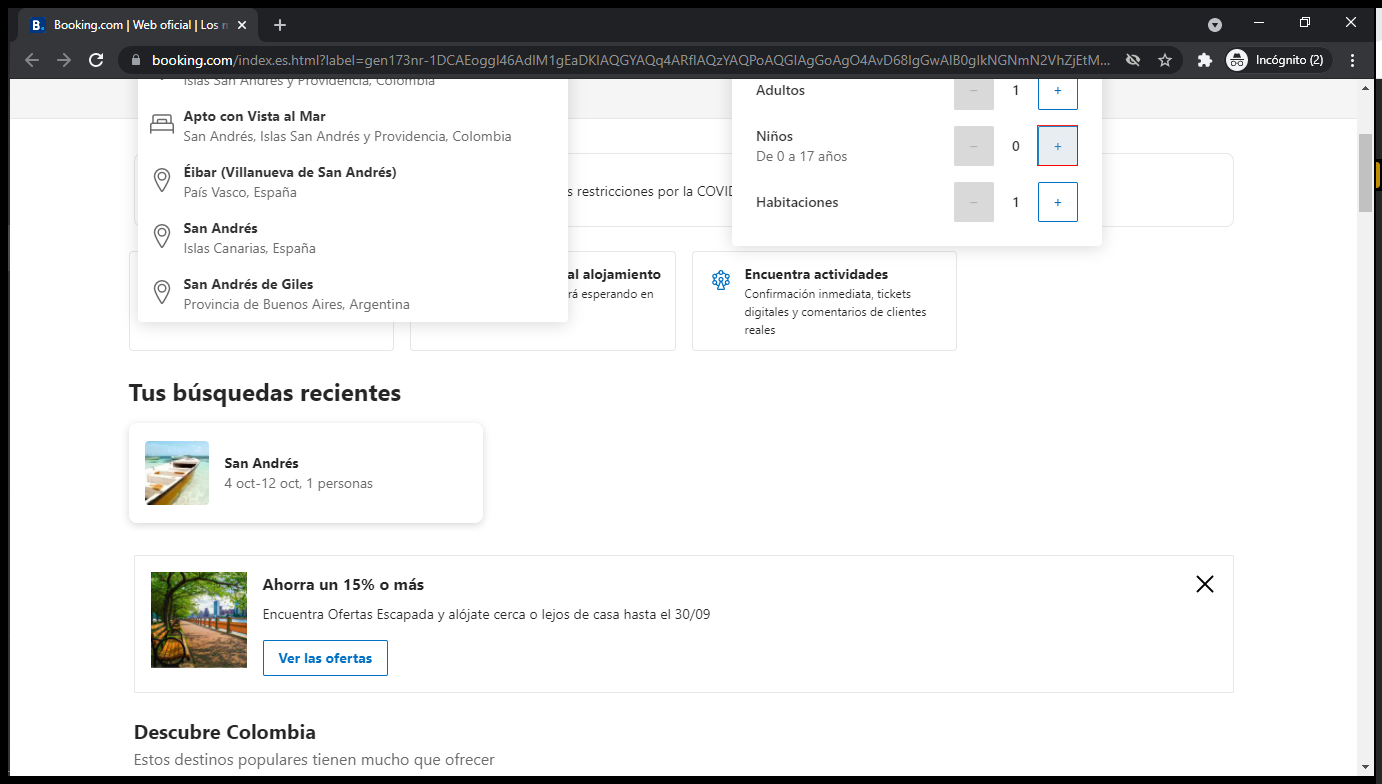 Booking.com | Web oficial | Los
booking.com/index.es.html?label=gen173nr-1DCAEoggI46AdIM1gEaDKIAQGYAQq4ARfIAQzYAQPoAQGIAgGoAgO4AvD68IgGwAIB0gIkNGNmN2VhZjEtM...
Incógnito (2)
Islas San Andrés y Providencia, Colombia
Apto con Vista al Mar
San Andrés, Islas San Andrés y Providencia, Colombia
Éibar (Villanueva de San Andrés)
País Vasco, España
San Andrés
Islas Canarias, España
San Andrés de Giles
Provincia de Buenos Aires, Argentina
Adultos
− 1 +
Niños
De 0 a 17 años
− 0 +
Habitaciones
− 1 +
s restricciones por la COVID
al alojamiento
rá esperando en
Encuentra actividades
Confirmación inmediata, tickets
digitales y comentarios de clientes
reales
Tus búsquedas recientes
San Andrés
4 oct-12 oct, 1 personas
Ahorra un 15% o más
Encuentra Ofertas Escapada y alójate cerca o lejos de casa hasta el 30/09
Ver las ofertas
Descubre Colombia
Estos destinos populares tienen mucho que ofrecer